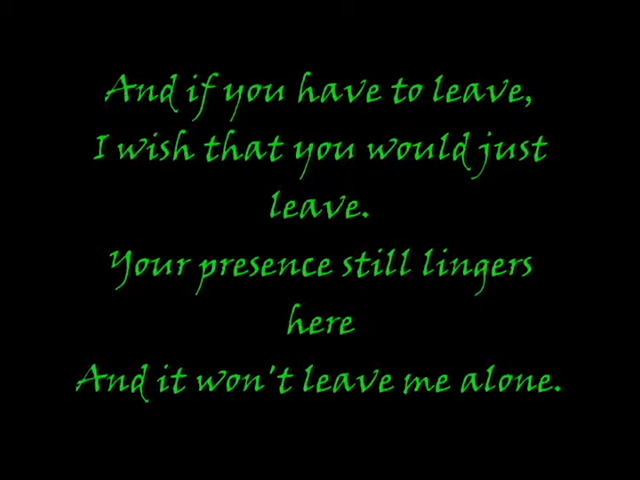 And if you have to leave,
I wish that you would just
leave.
Your presence still lingers
here
And it won't leave me alone.